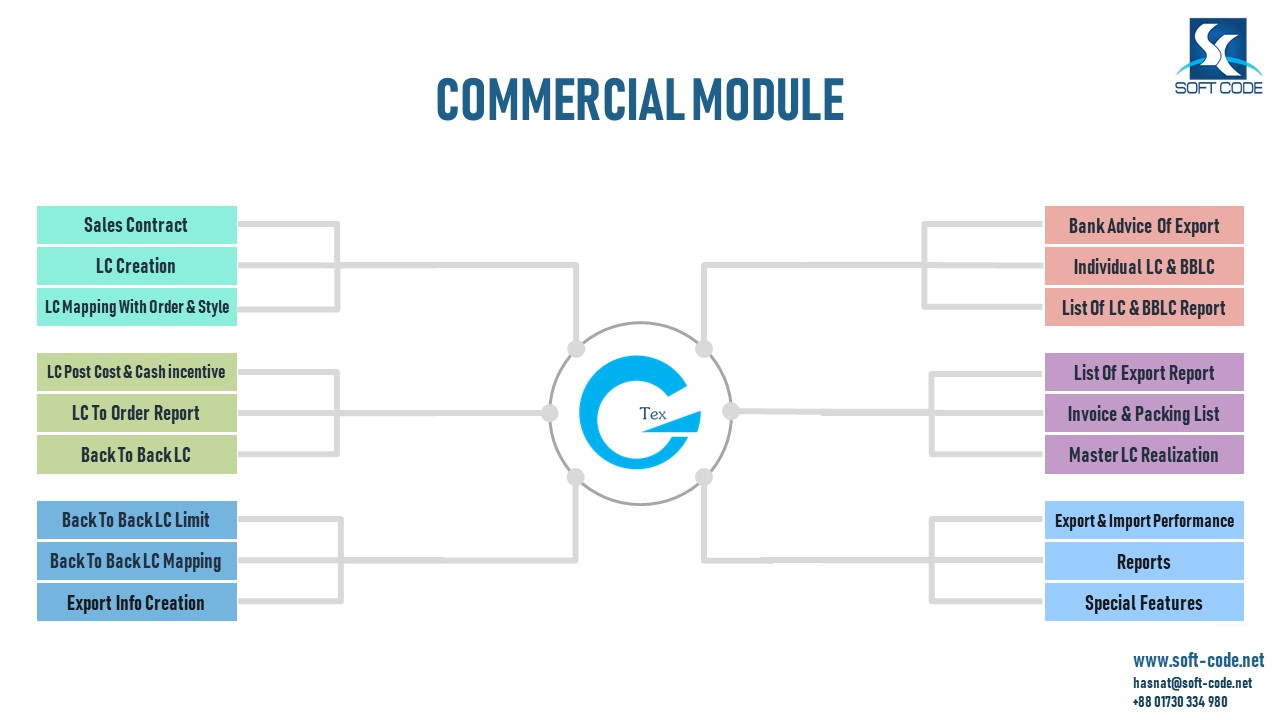 SOFT CODE
COMMERCIAL MODULE
Sales Contract
LC Creation
LC Mapping With Order & Style
LC Post Cost & Cash incentive
LC To Order Report
Back To Back LC
Back To Back LC Limit
Back To Back LC Mapping
Export Info Creation
Tex
Bank Advice Of Export
Individual LC & BBLC
List Of LC & BBLC Report
List Of Export Report
Invoice & Packing List
Master LC Realization
Export & Import Performance
Reports
Special Features
www.soft-code.net
hasnat@soft-code.net
+88 01730 334 980